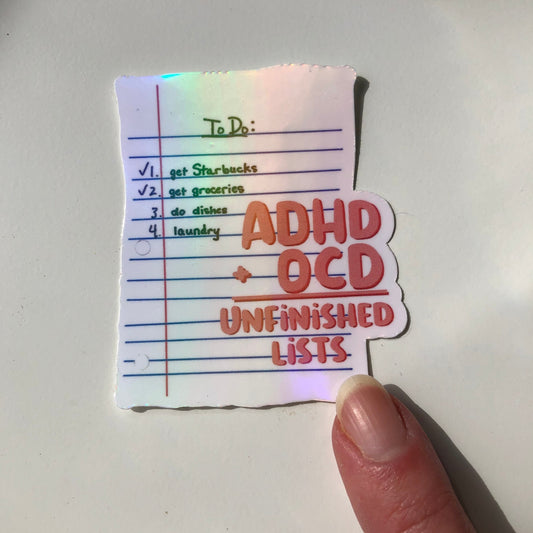 To Do:
✓1. get Starbucks
✓2. get groceries
3. do dishes
4. laundry
ADHD
+ OCD
UNFiNiSHED
LiSTS